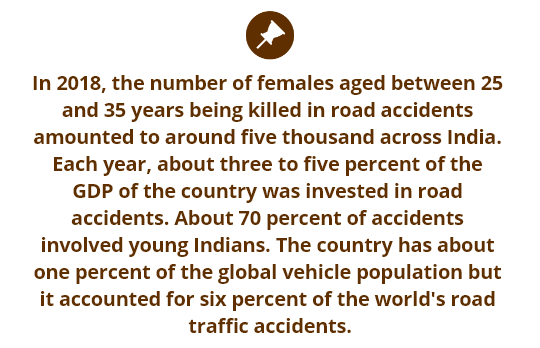 In 2018, the number of females aged between 25
and 35 years being killed in road accidents
amounted to around five thousand across India.
Each year, about three to five percent of the
GDP of the country was invested in road
accidents. About 70 percent of accidents
involved young Indians. The country has about
one percent of the global vehicle population but
it accounted for six percent of the world's road
traffic accidents.